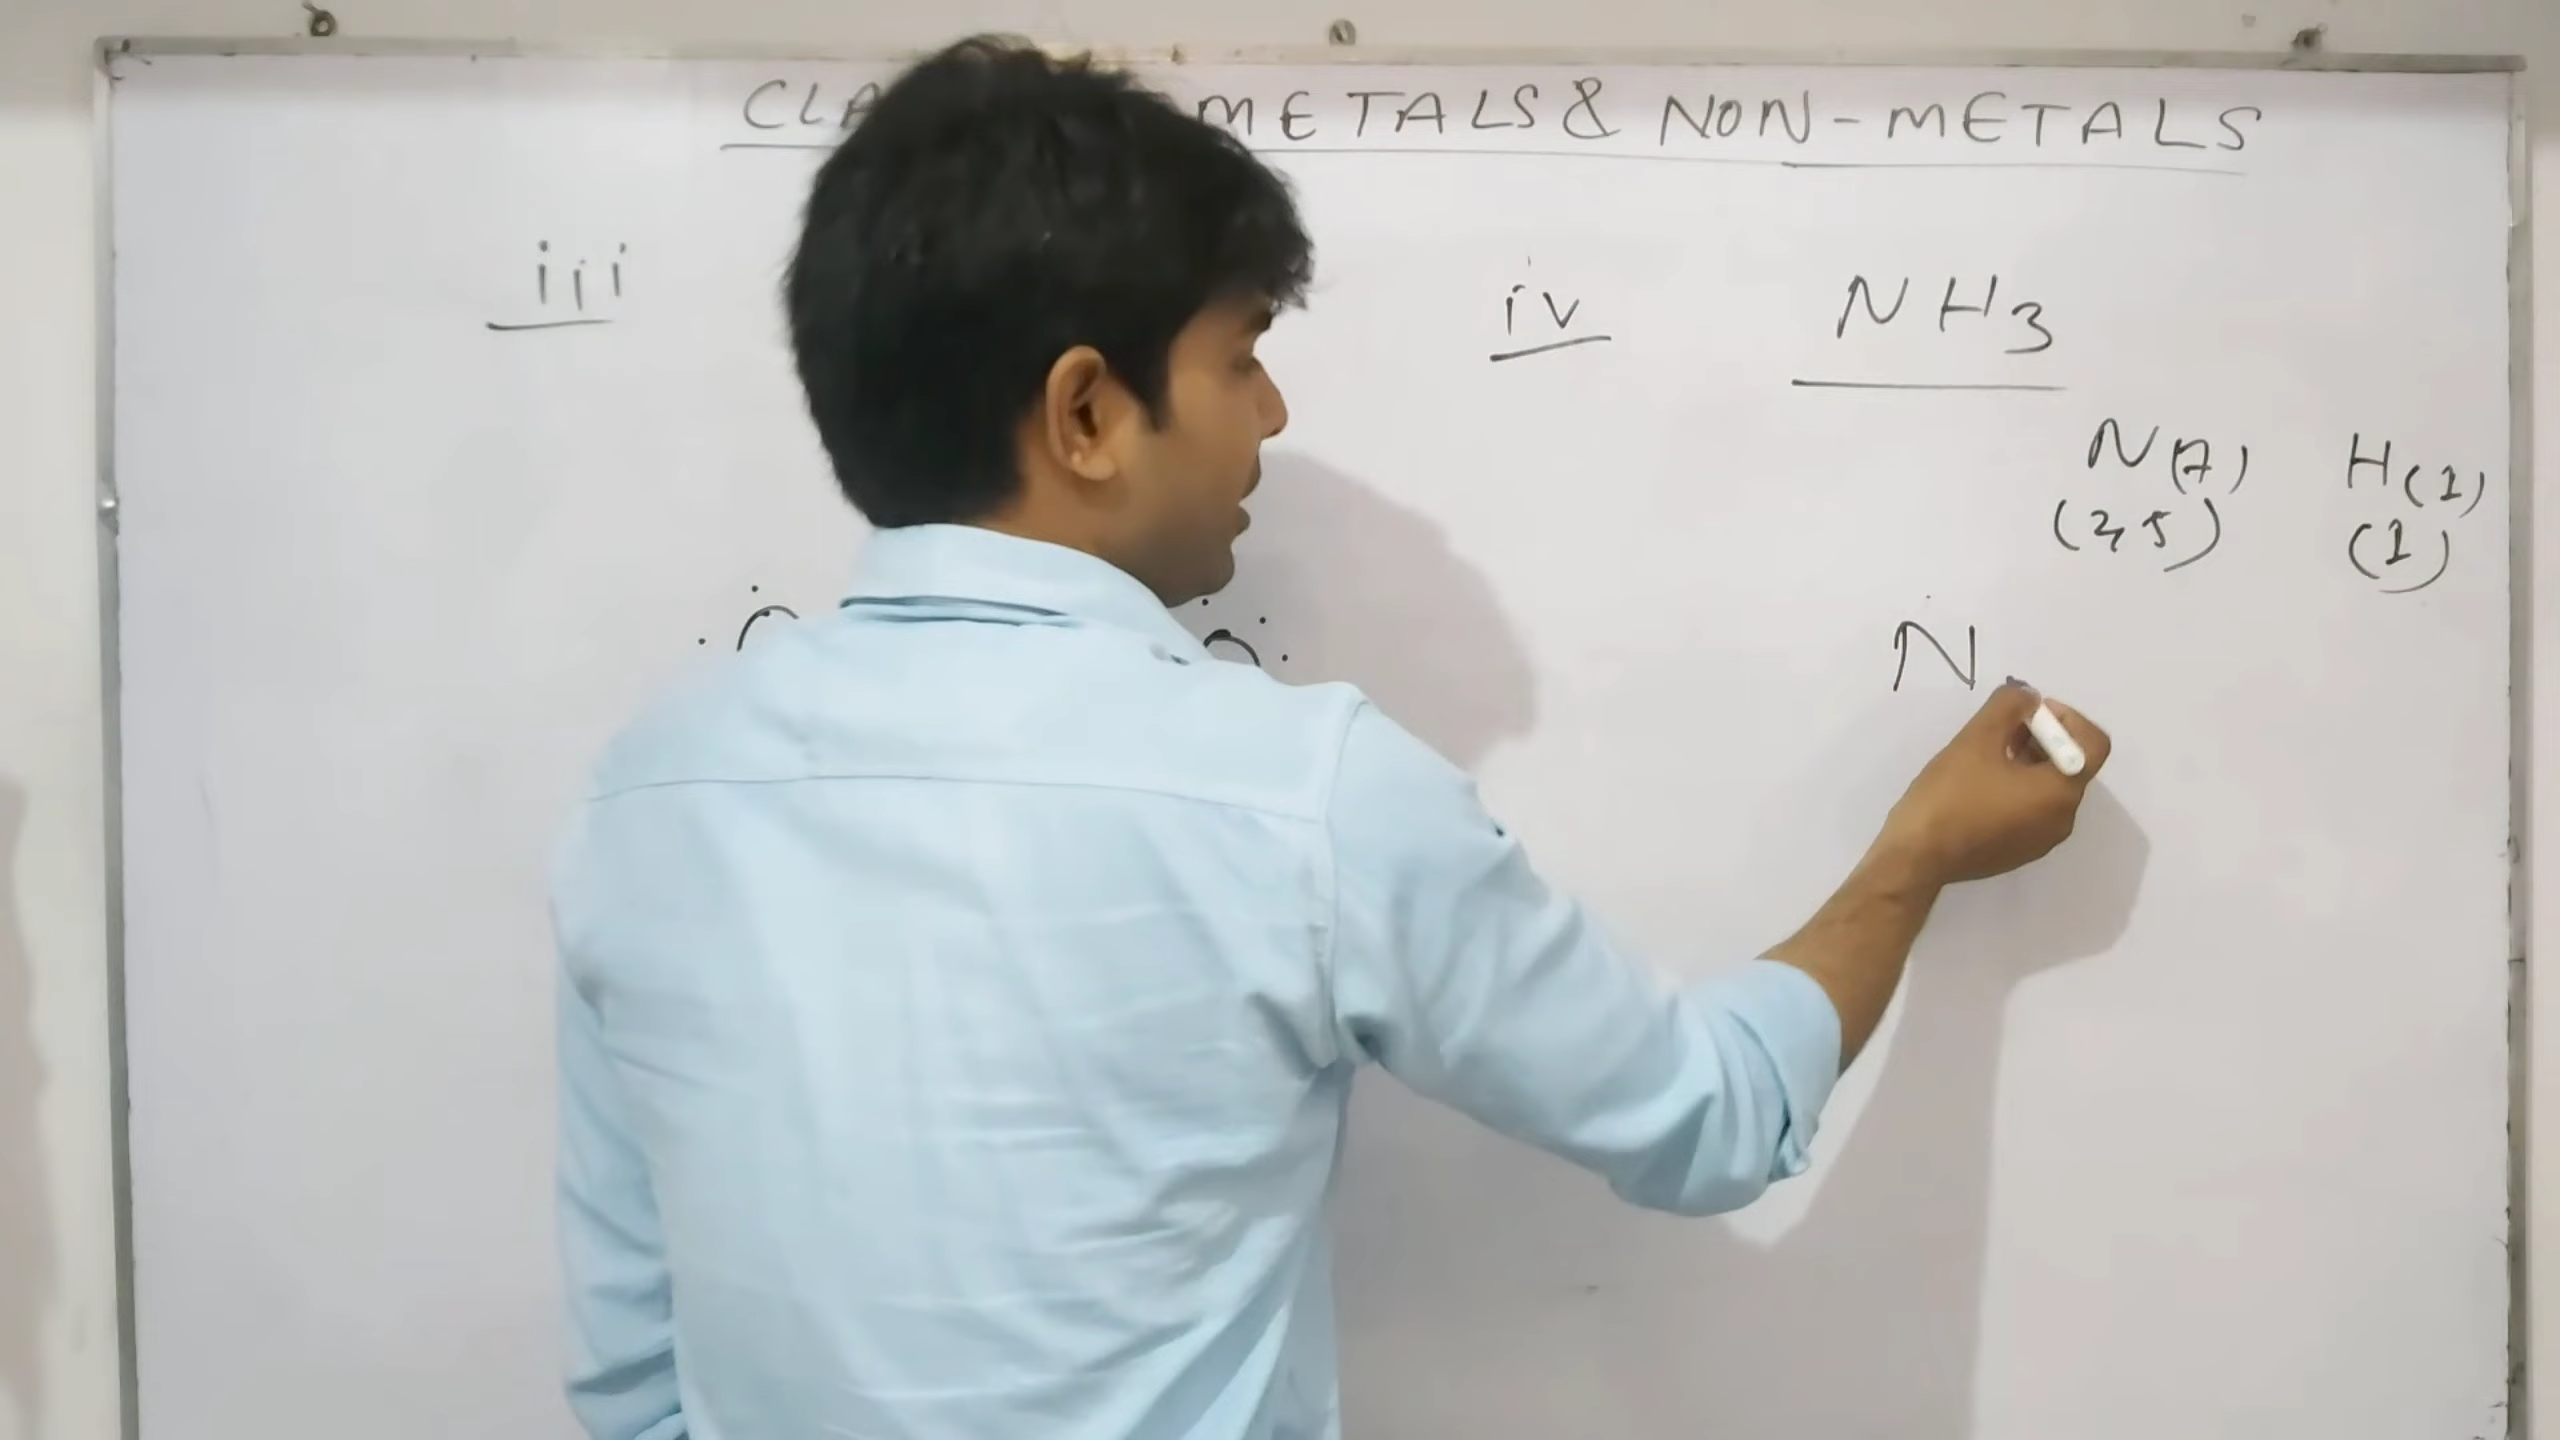 METALS & NON-METALS
iii
iv NH3
N(7) H(1)
(2,5) (1)
N